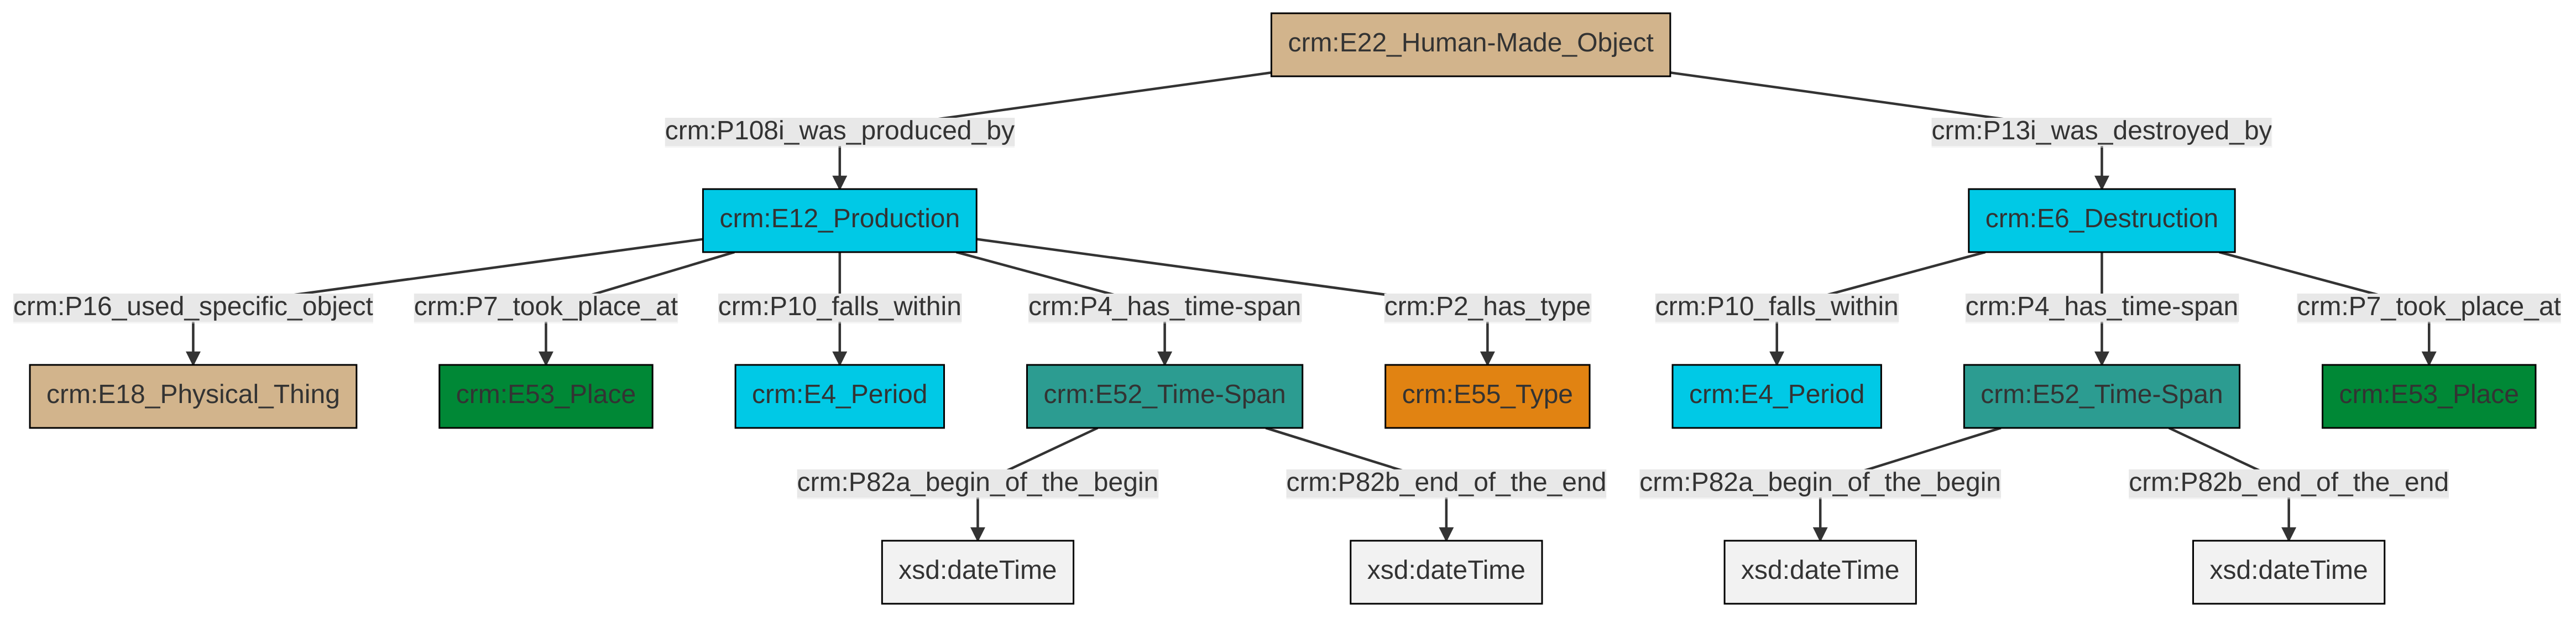 crm:E22_Human-Made_Object
crm:P108i_was_produced_by
crm:P13i_was_destroyed_by
crm:E12_Production
crm:E6_Destruction
crm:P16_used_specific_object
crm:P7_took_place_at
crm:P10_falls_within
crm:P4_has_time-span
crm:P2_has_type
crm:P10_falls_within
crm:P4_has_time-span
crm:P7_took_place_at
crm:E18_Physical_Thing
crm:E53_Place
crm:E4_Period
crm:E52_Time-Span
crm:E55_Type
crm:E4_Period
crm:E52_Time-Span
crm:E53_Place
crm:P82a_begin_of_the_begin
crm:P82b_end_of_the_end
crm:P82a_begin_of_the_begin
crm:P82b_end_of_the_end
xsd:dateTime
xsd:dateTime
xsd:dateTime
xsd:dateTime